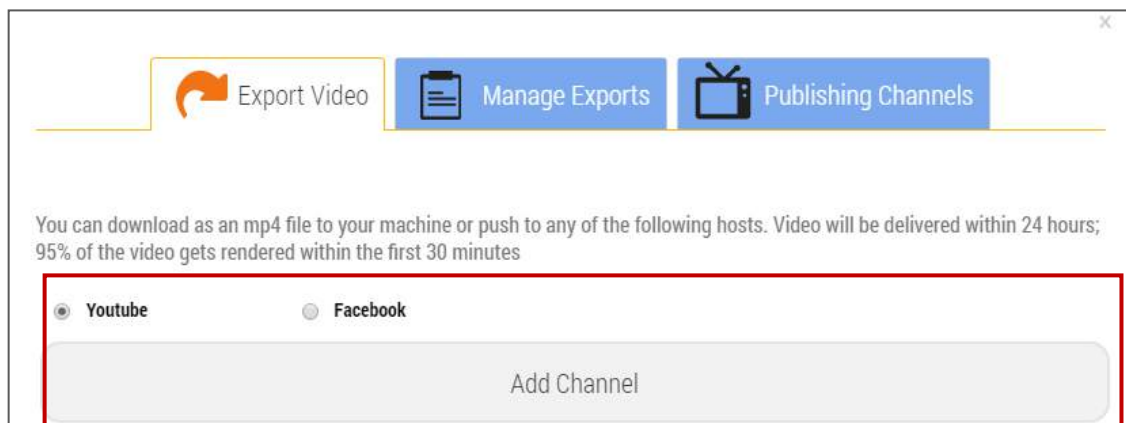 x
Export Video
Manage Exports
Publishing Channels
You can download as an mp4 file to your machine or push to any of the following hosts. Video will be delivered within 24 hours;
95% of the video gets rendered within the first 30 minutes
Youtube
Facebook
Add Channel